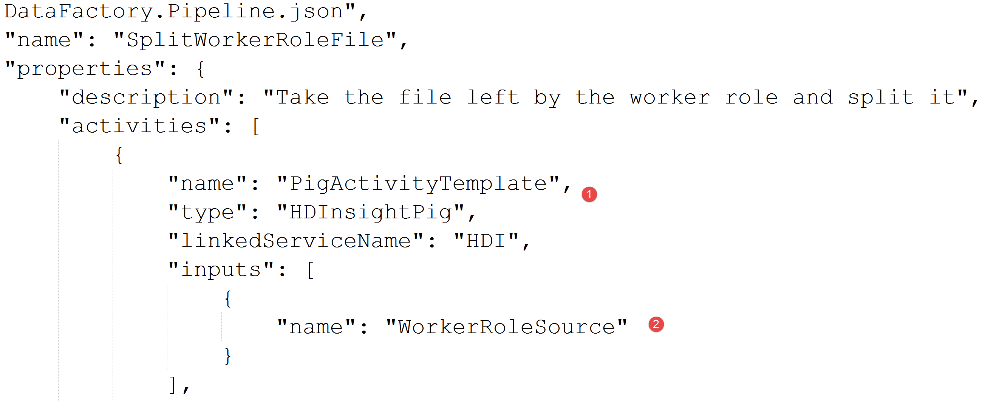 DataFactory.Pipeline.json",
"name": "SplitWorkerRoleFile",
"properties": {
"description": "Take the file left by the worker role and split it",
"activities": [
{
"name": "PigActivityTemplate",
1
"type": "HDInsightPig",
"linkedServiceName": "HDI",
"inputs": [
{
"name": "WorkerRoleSource" 2
}
],